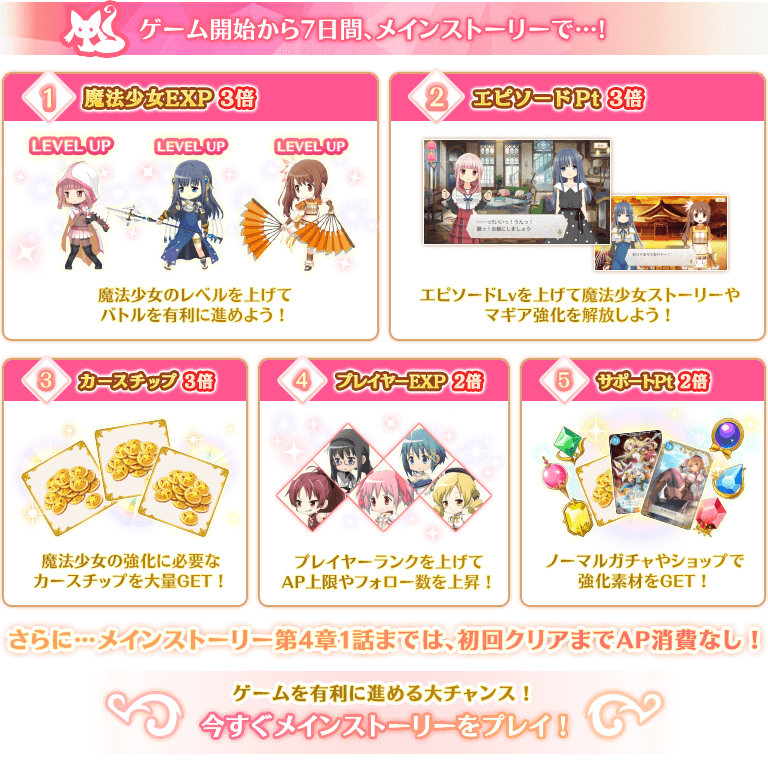 ゲーム開始から7日間、メインストーリーで…!
1 魔法少女EXP 3倍
LEVEL UP LEVEL UP LEVEL UP
魔法少女のレベルを上げて
バトルを有利に進めよう！
2 エピソードPt 3倍
エピソードLvを上げて魔法少女ストーリーや
マギア強化を解放しよう！
3 カースチップ 3倍
魔法少女の強化に必要な
カースチップを大量GET！
4 プレイヤーEXP 2倍
プレイヤーランクを上げて
AP上限やフォロー数を上昇！
5 サポートPt 2倍
ノーマルガチャやショップで
強化素材をGET！
さらに…メインストーリー第4章1話までは、初回クリアまでAP消費なし！
ゲームを有利に進める大チャンス！
今すぐメインストーリーをプレイ！